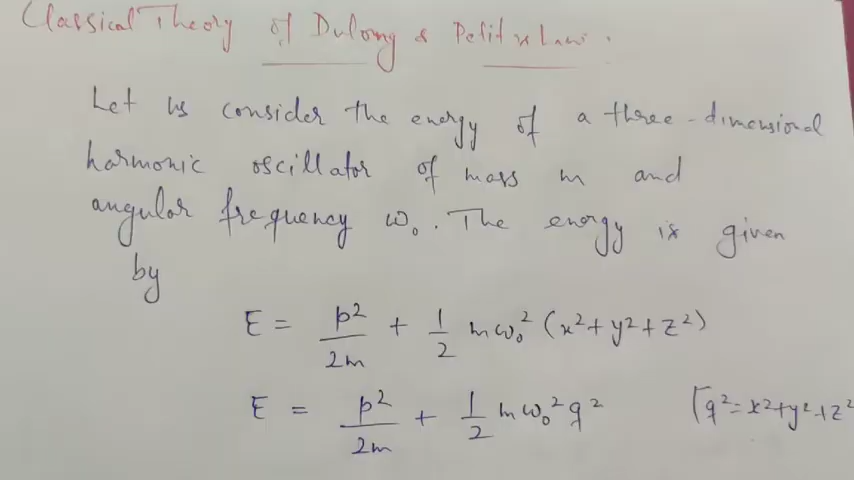 Classical Theory of Dulong & Petit's Law:
Let us consider the energy of a three-dimensional
harmonic oscillator of mass m and
angular frequency ω₀. The energy is given
by
E = p²/2m + 1/2 mω₀² (x²+y²+z²)
E = p²/2m + 1/2 mω₀²q² [q²=x²+y²+z²